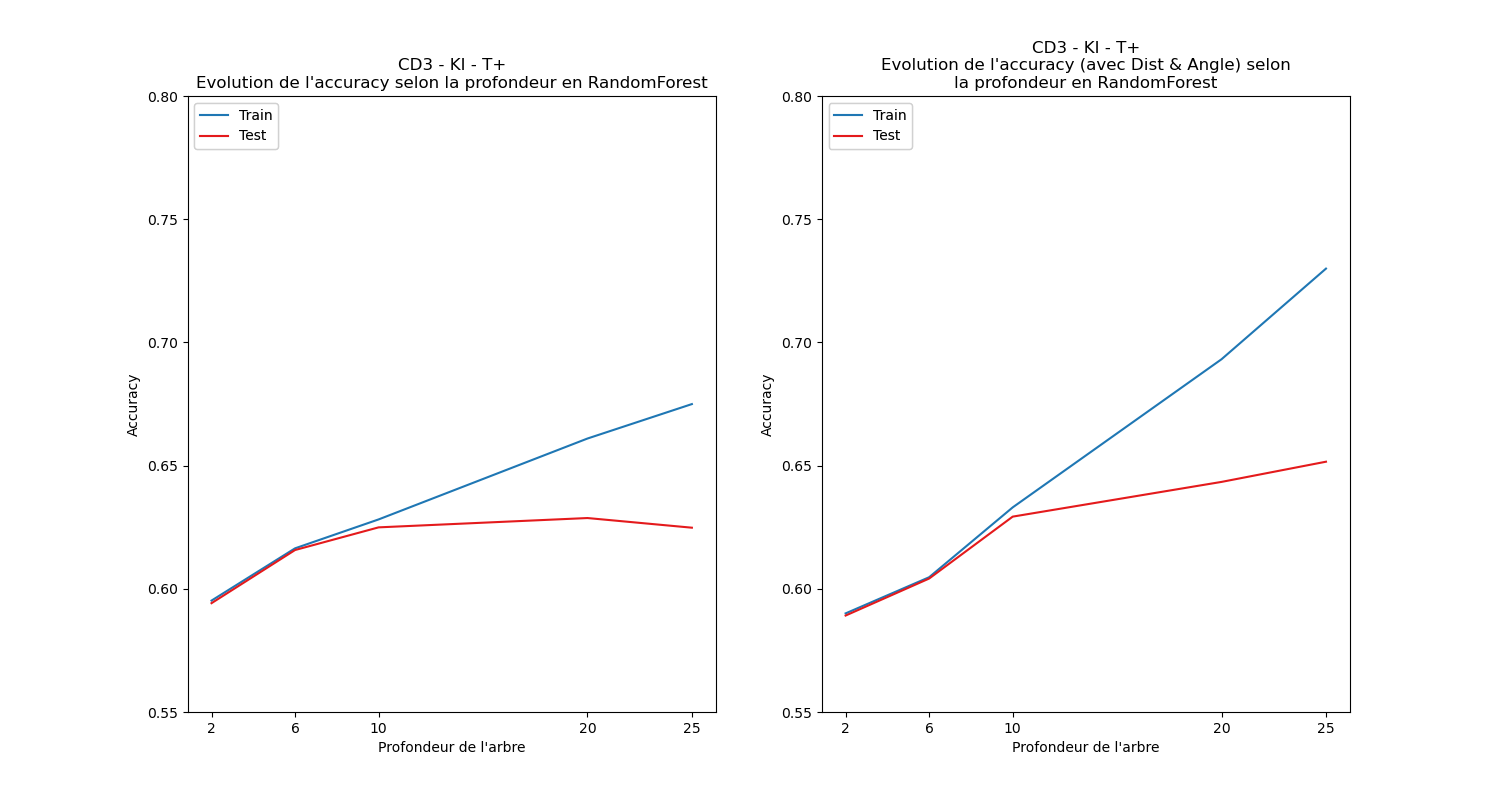 CD3 - KI - T+
Evolution de l'accuracy selon la profondeur en RandomForest
0.80
0.75
0.70
0.65
0.60
0.55
Accuracy
Train
Test
2
6
10
20
25
Profondeur de l'arbre
CD3 - KI - T+
Evolution de l'accuracy (avec Dist & Angle) selon
la profondeur en RandomForest
0.80
0.75
0.70
0.65
0.60
0.55
Accuracy
Train
Test
2
6
10
20
25
Profondeur de l'arbre